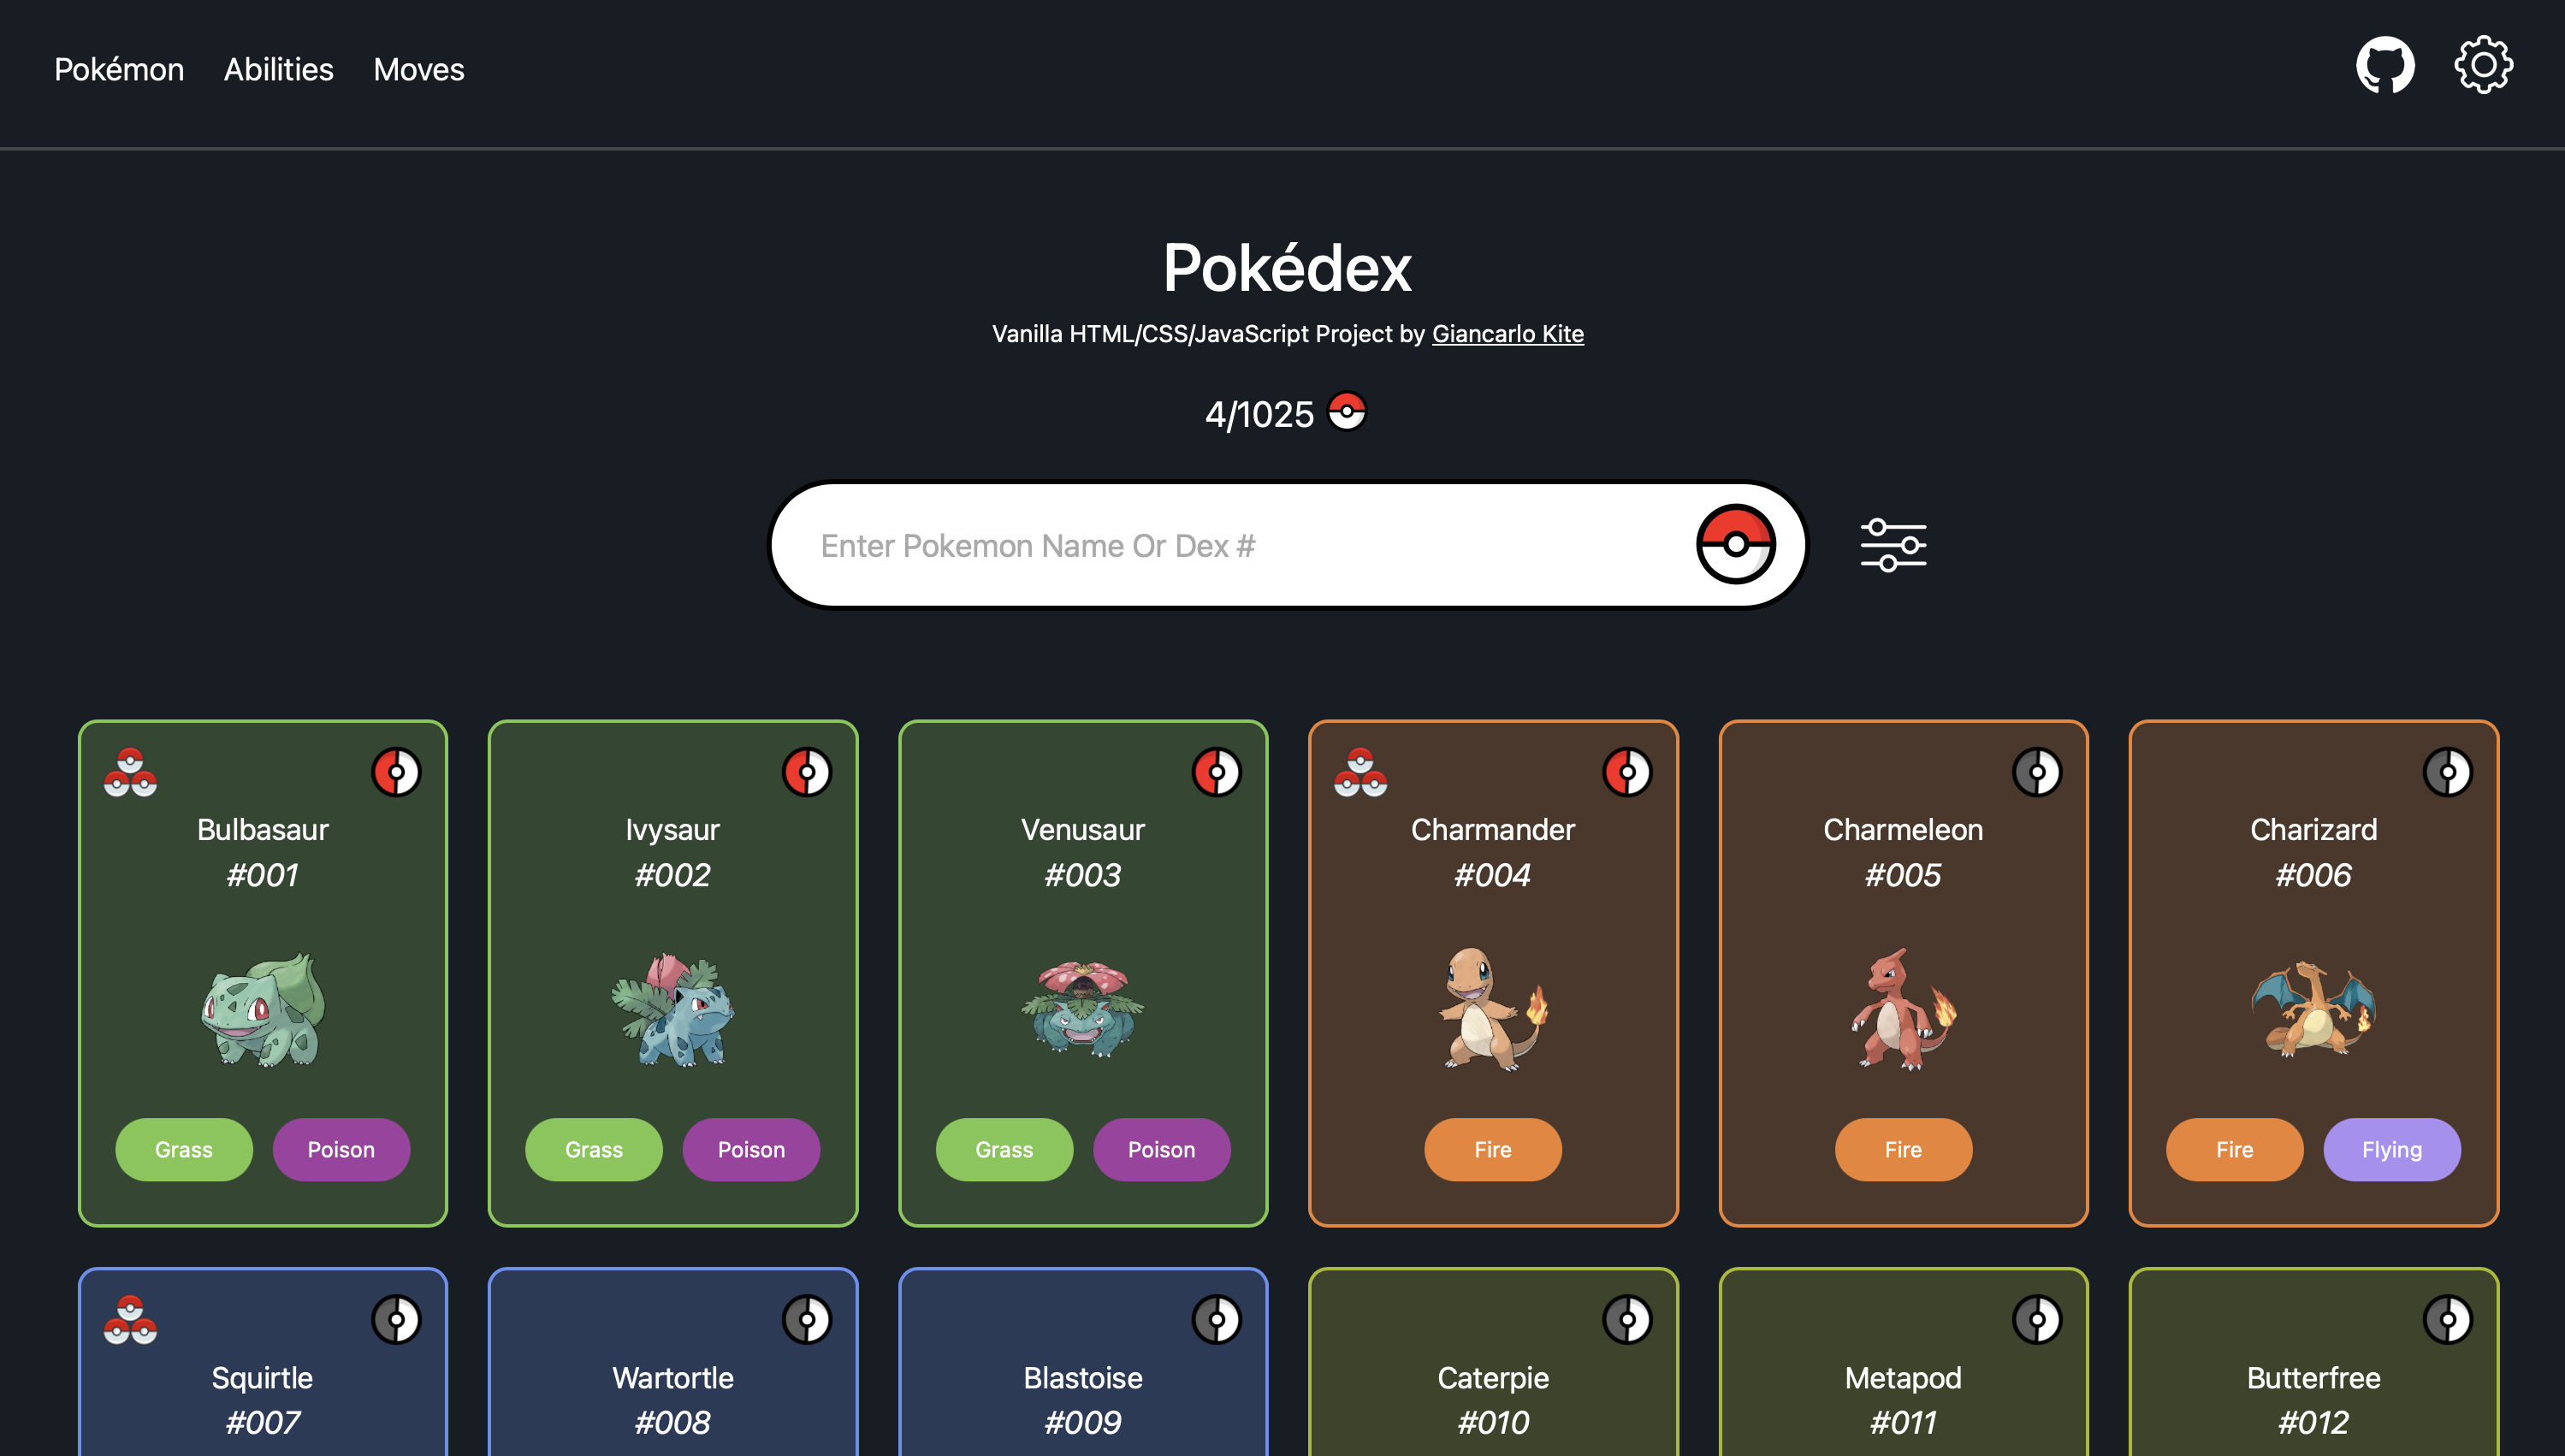 Pokémon Abilities Moves
Pokédex
Vanilla HTML/CSS/JavaScript Project by Giancarlo Kite
4/1025
Enter Pokemon Name Or Dex #
Bulbasaur
#001
Grass Poison
Ivysaur
#002
Grass Poison
Venusaur
#003
Grass Poison
Charmander
#004
Fire
Charmeleon
#005
Fire
Charizard
#006
Fire Flying
Squirtle
#007
Wartortle
#008
Blastoise
#009
Caterpie
#010
Metapod
#011
Butterfree
#012